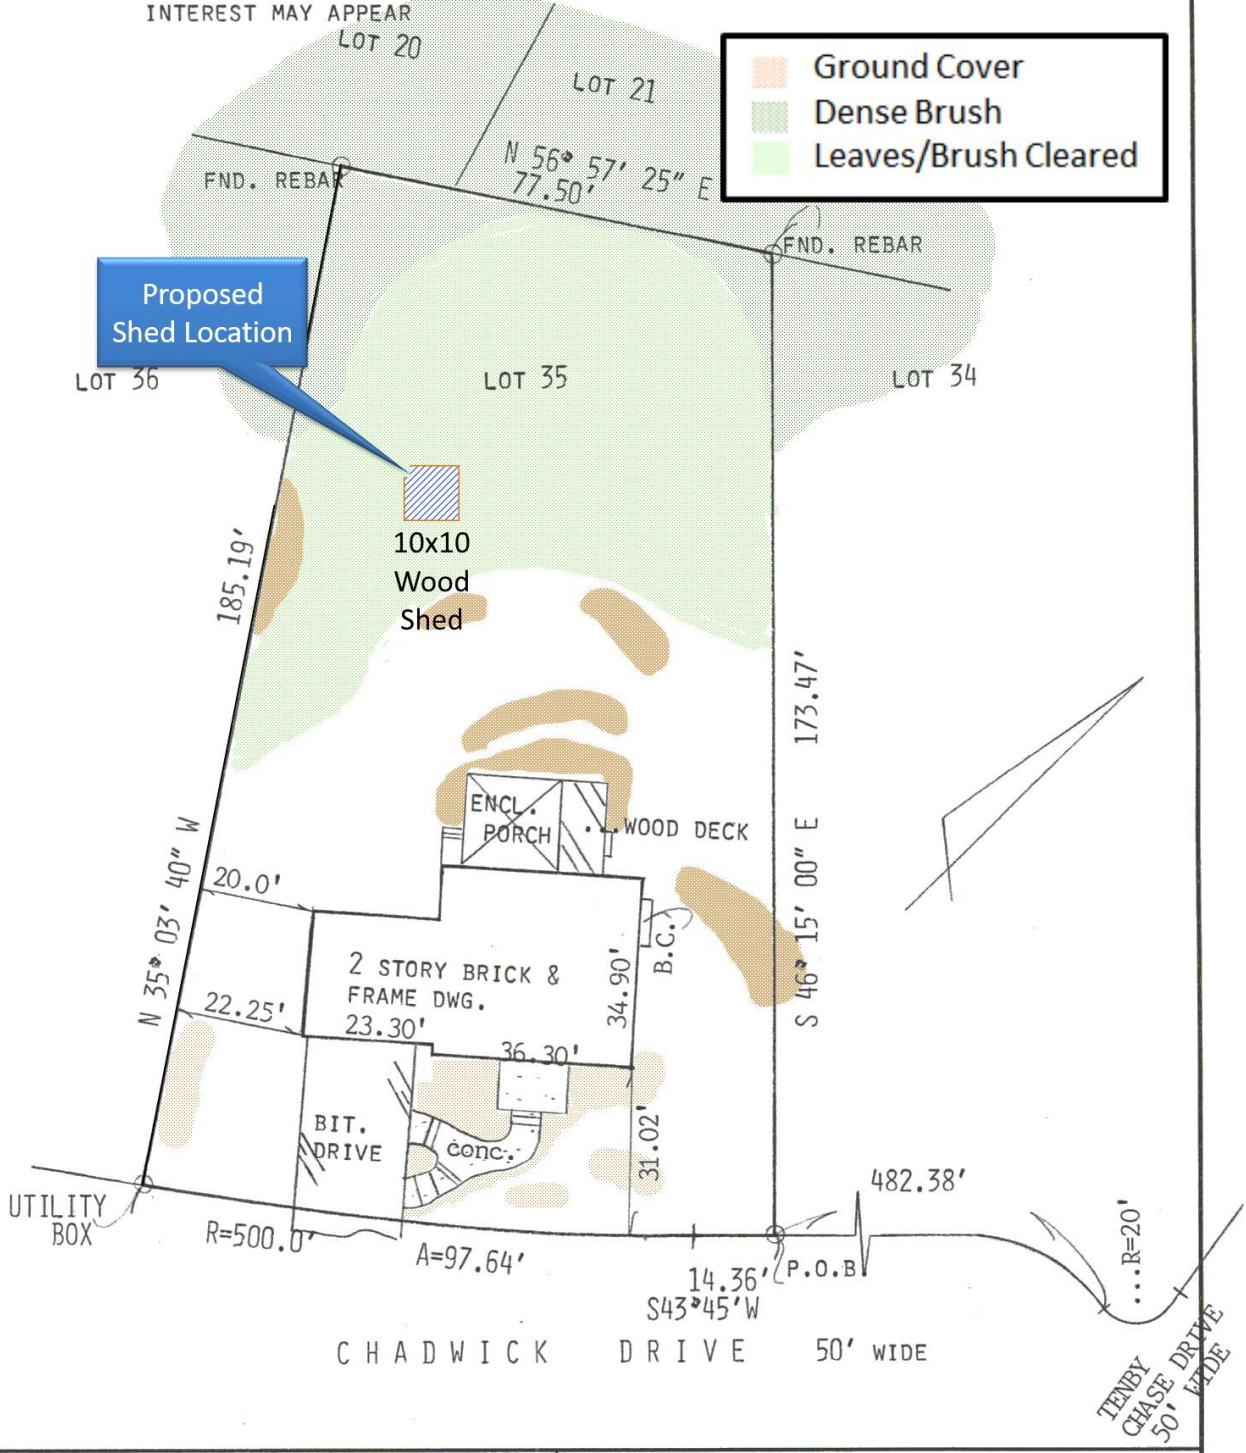 INTEREST MAY APPEAR
LOT 20
LOT 21
Ground Cover
Dense Brush
Leaves/Brush Cleared
N 56° 57' 25" E
77.50'
FND. REBAR
FND. REBAR
Proposed
Shed Location
LOT 36
LOT 35
LOT 34
10x10
Wood
Shed
185.19'
173.47'
N 35° 03' 40" W
S 46° 15' 00" E
ENCL.
PORCH
WOOD DECK
20.0'
B.C.
2 STORY BRICK &
FRAME DWG.
34.90'
22.25'
23.30'
36.30'
BIT.
DRIVE
CONC.
31.02'
482.38'
UTILITY
BOX
R=500.0'
A=97.64'
14.36'
S43°45'W
P.O.B.
R=20'
CHADWICK DRIVE 50' WIDE
TENBY
CHASE DRIVE
50' WIDE